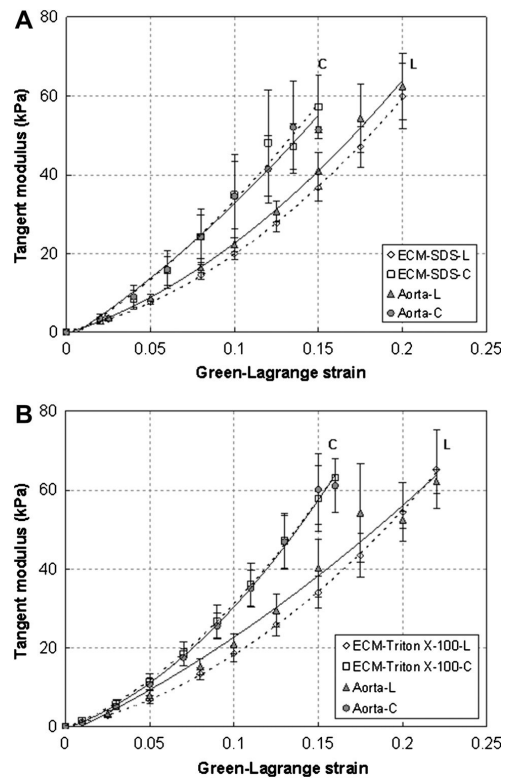 A
80
60
40
20
0
Tangent modulus (kPa)
C
L
ECM-SDS-L
ECM-SDS-C
Aorta-L
Aorta-C
0 0.05 0.1 0.15 0.2 0.25
Green-Lagrange strain
B
80
60
40
20
0
Tangent modulus (kPa)
C
L
ECM-Triton X-100-L
ECM-Triton X-100-C
Aorta-L
Aorta-C
0 0.05 0.1 0.15 0.2 0.25
Green-Lagrange strain